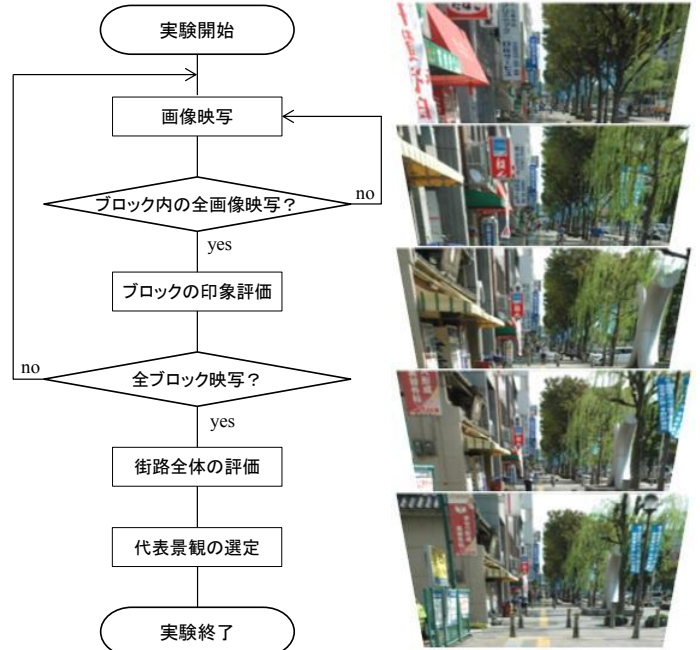 実験開始
画像映写
ブロック内の全画像映写？
no
yes
ブロックの印象評価
no
全ブロック映写？
yes
街路全体の評価
代表景観の選定
実験終了